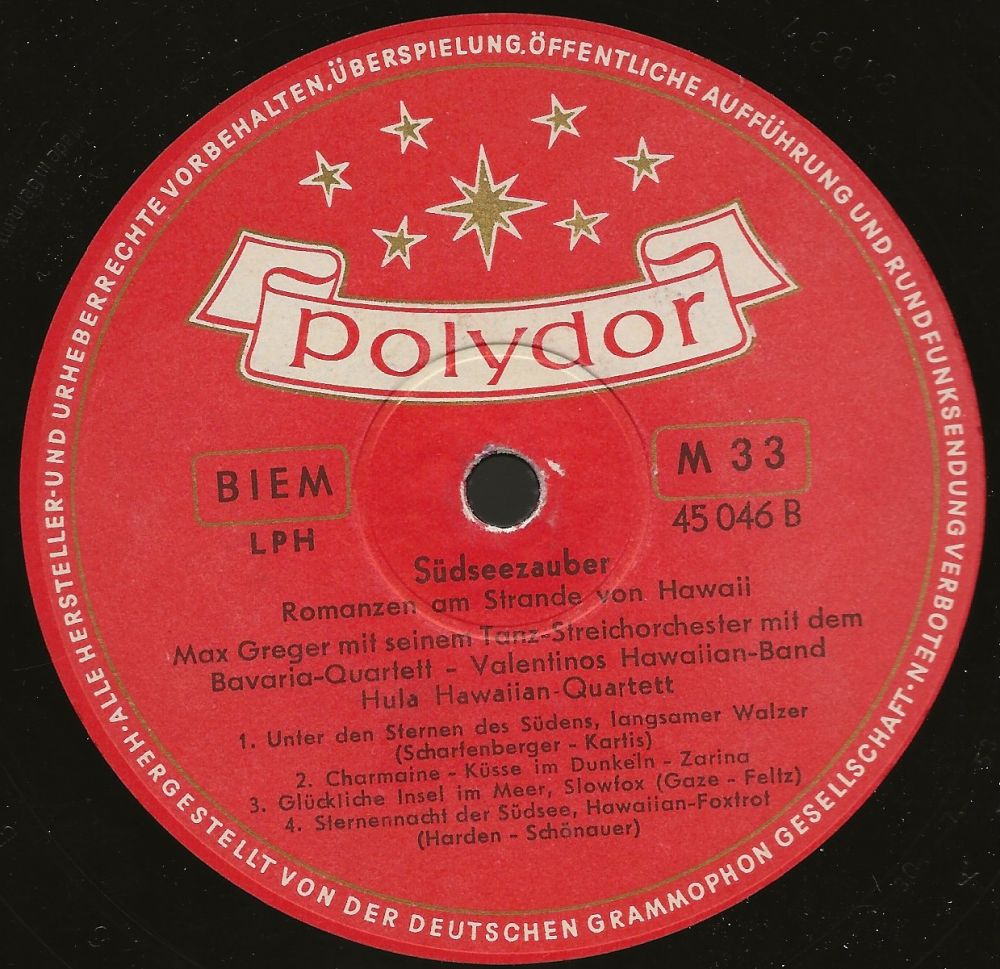 ALLE HERSTELLER-UND URHEBERRECHTE VORBEHALTEN, ÜBERSPIELUNG, ÖFFENTLICHE AUFFÜHRUNG UND RUNDFUNKSENDUNG VERBOTEN · HERGESTELLT VON DER DEUTSCHEN GRAMMOPHON GESELLSCHAFT ·
polydor
BIEM
LPH
M 33
45 046 B
Südseezauber
Romanzen am Strande von Hawaii
Max Greger mit seinem Tanz-Streichorchester mit dem
Bavaria-Quartett - Valentinos Hawaiian-Band
Hula Hawaiian-Quartett
1. Unter den Sternen des Südens, langsamer Walzer
(Scharfenberger - Kartis)
2. Charmaine - Küsse im Dunkeln - Zarina
3. Glückliche Insel im Meer, Slowfox (Gaze - Feltz)
4. Sternennacht der Südsee, Hawaiian-Foxtrot
(Harden - Schönauer)